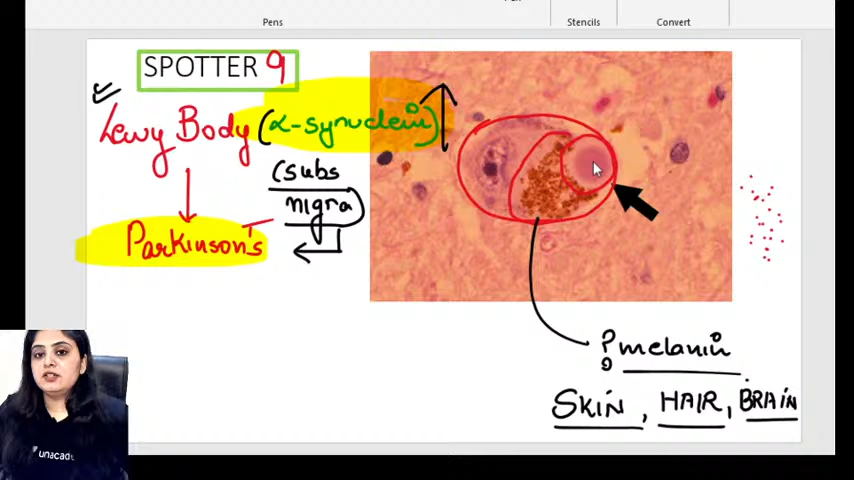 Pens
Stencils
Convert
SPOTTER 9
Lewy Body (α-synuclein)
(subs
nigra
Parkinson's
? melanin
SKIN, HAIR, BRAIN
unacad